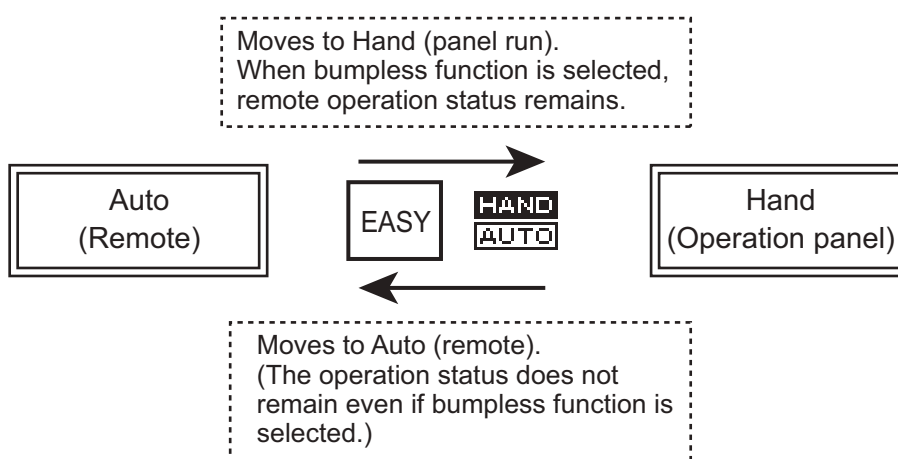 Moves to Hand (panel run).
When bumpless function is selected,
remote operation status remains.
Auto
(Remote)
EASY
HAND
AUTO
Hand
(Operation panel)
Moves to Auto (remote).
(The operation status does not
remain even if bumpless function is
selected.)